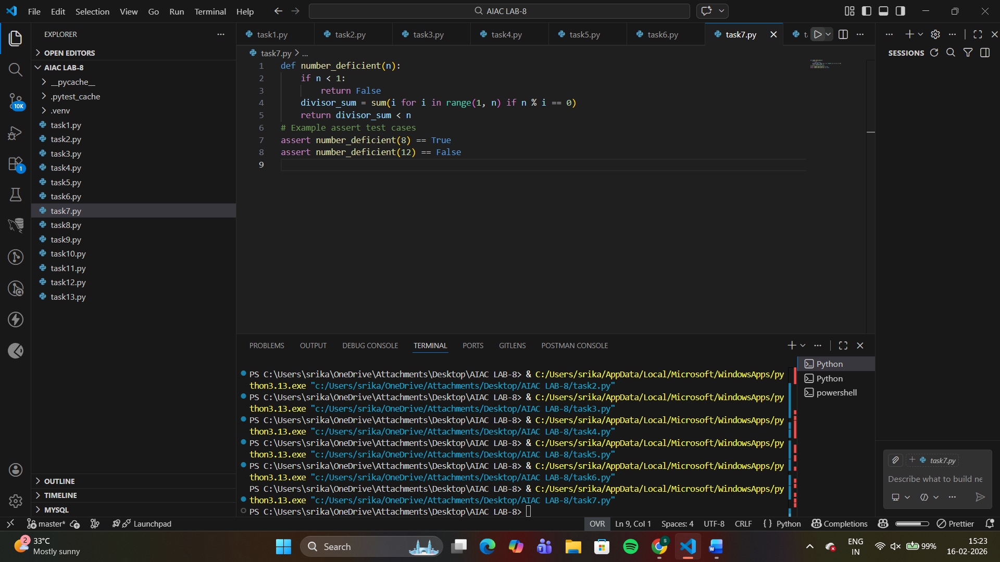 File Edit Selection View Go Run Terminal Help
AIAC LAB-8
EXPLORER
OPEN EDITORS
AIAC LAB-8
__pycache__
.pytest_cache
.venv
task1.py
task2.py
task3.py
task4.py
task5.py
task6.py
task7.py
task8.py
task9.py
task10.py
task11.py
task12.py
task13.py
OUTLINE
TIMELINE
MYSQL
10K
1
task1.py task2.py task3.py task4.py task5.py task6.py task7.py
task7.py > ...
1 def number_deficient(n):
2 if n < 1:
3 return False
4 divisor_sum = sum(i for i in range(1, n) if n % i == 0)
5 return divisor_sum < n
6 # Example assert test cases
7 assert number_deficient(8) == True
8 assert number_deficient(12) == False
9
PROBLEMS OUTPUT DEBUG CONSOLE TERMINAL PORTS GITLENS POSTMAN CONSOLE
PS C:\Users\srika\OneDrive\Attachments\Desktop\AIAC LAB-8> & C:/Users/srika/AppData/Local/Microsoft/WindowsApps/py
thon3.13.exe "c:/Users/srika/OneDrive/Attachments/Desktop/AIAC LAB-8/task2.py"
PS C:\Users\srika\OneDrive\Attachments\Desktop\AIAC LAB-8> & C:/Users/srika/AppData/Local/Microsoft/WindowsApps/py
thon3.13.exe "c:/Users/srika/OneDrive/Attachments/Desktop/AIAC LAB-8/task3.py"
PS C:\Users\srika\OneDrive\Attachments\Desktop\AIAC LAB-8> & C:/Users/srika/AppData/Local/Microsoft/WindowsApps/py
thon3.13.exe "c:/Users/srika/OneDrive/Attachments/Desktop/AIAC LAB-8/task4.py"
PS C:\Users\srika\OneDrive\Attachments\Desktop\AIAC LAB-8> & C:/Users/srika/AppData/Local/Microsoft/WindowsApps/py
thon3.13.exe "c:/Users/srika/OneDrive/Attachments/Desktop/AIAC LAB-8/task5.py"
PS C:\Users\srika\OneDrive\Attachments\Desktop\AIAC LAB-8> & C:/Users/srika/AppData/Local/Microsoft/WindowsApps/py
thon3.13.exe "c:/Users/srika/OneDrive/Attachments/Desktop/AIAC LAB-8/task6.py"
PS C:\Users\srika\OneDrive\Attachments\Desktop\AIAC LAB-8> & C:/Users/srika/AppData/Local/Microsoft/WindowsApps/py
thon3.13.exe "c:/Users/srika/OneDrive/Attachments/Desktop/AIAC LAB-8/task7.py"
PS C:\Users\srika\OneDrive\Attachments\Desktop\AIAC LAB-8>
Python
Python
powershell
SESSIONS
task7.py
Describe what to build ne
master* Launchpad OVR Ln 9, Col 1 Spaces: 4 UTF-8 CRLF { } Python Completions Prettier
2
33°C
Mostly sunny
Search
ENG
IN
99%
15:23
16-02-2026